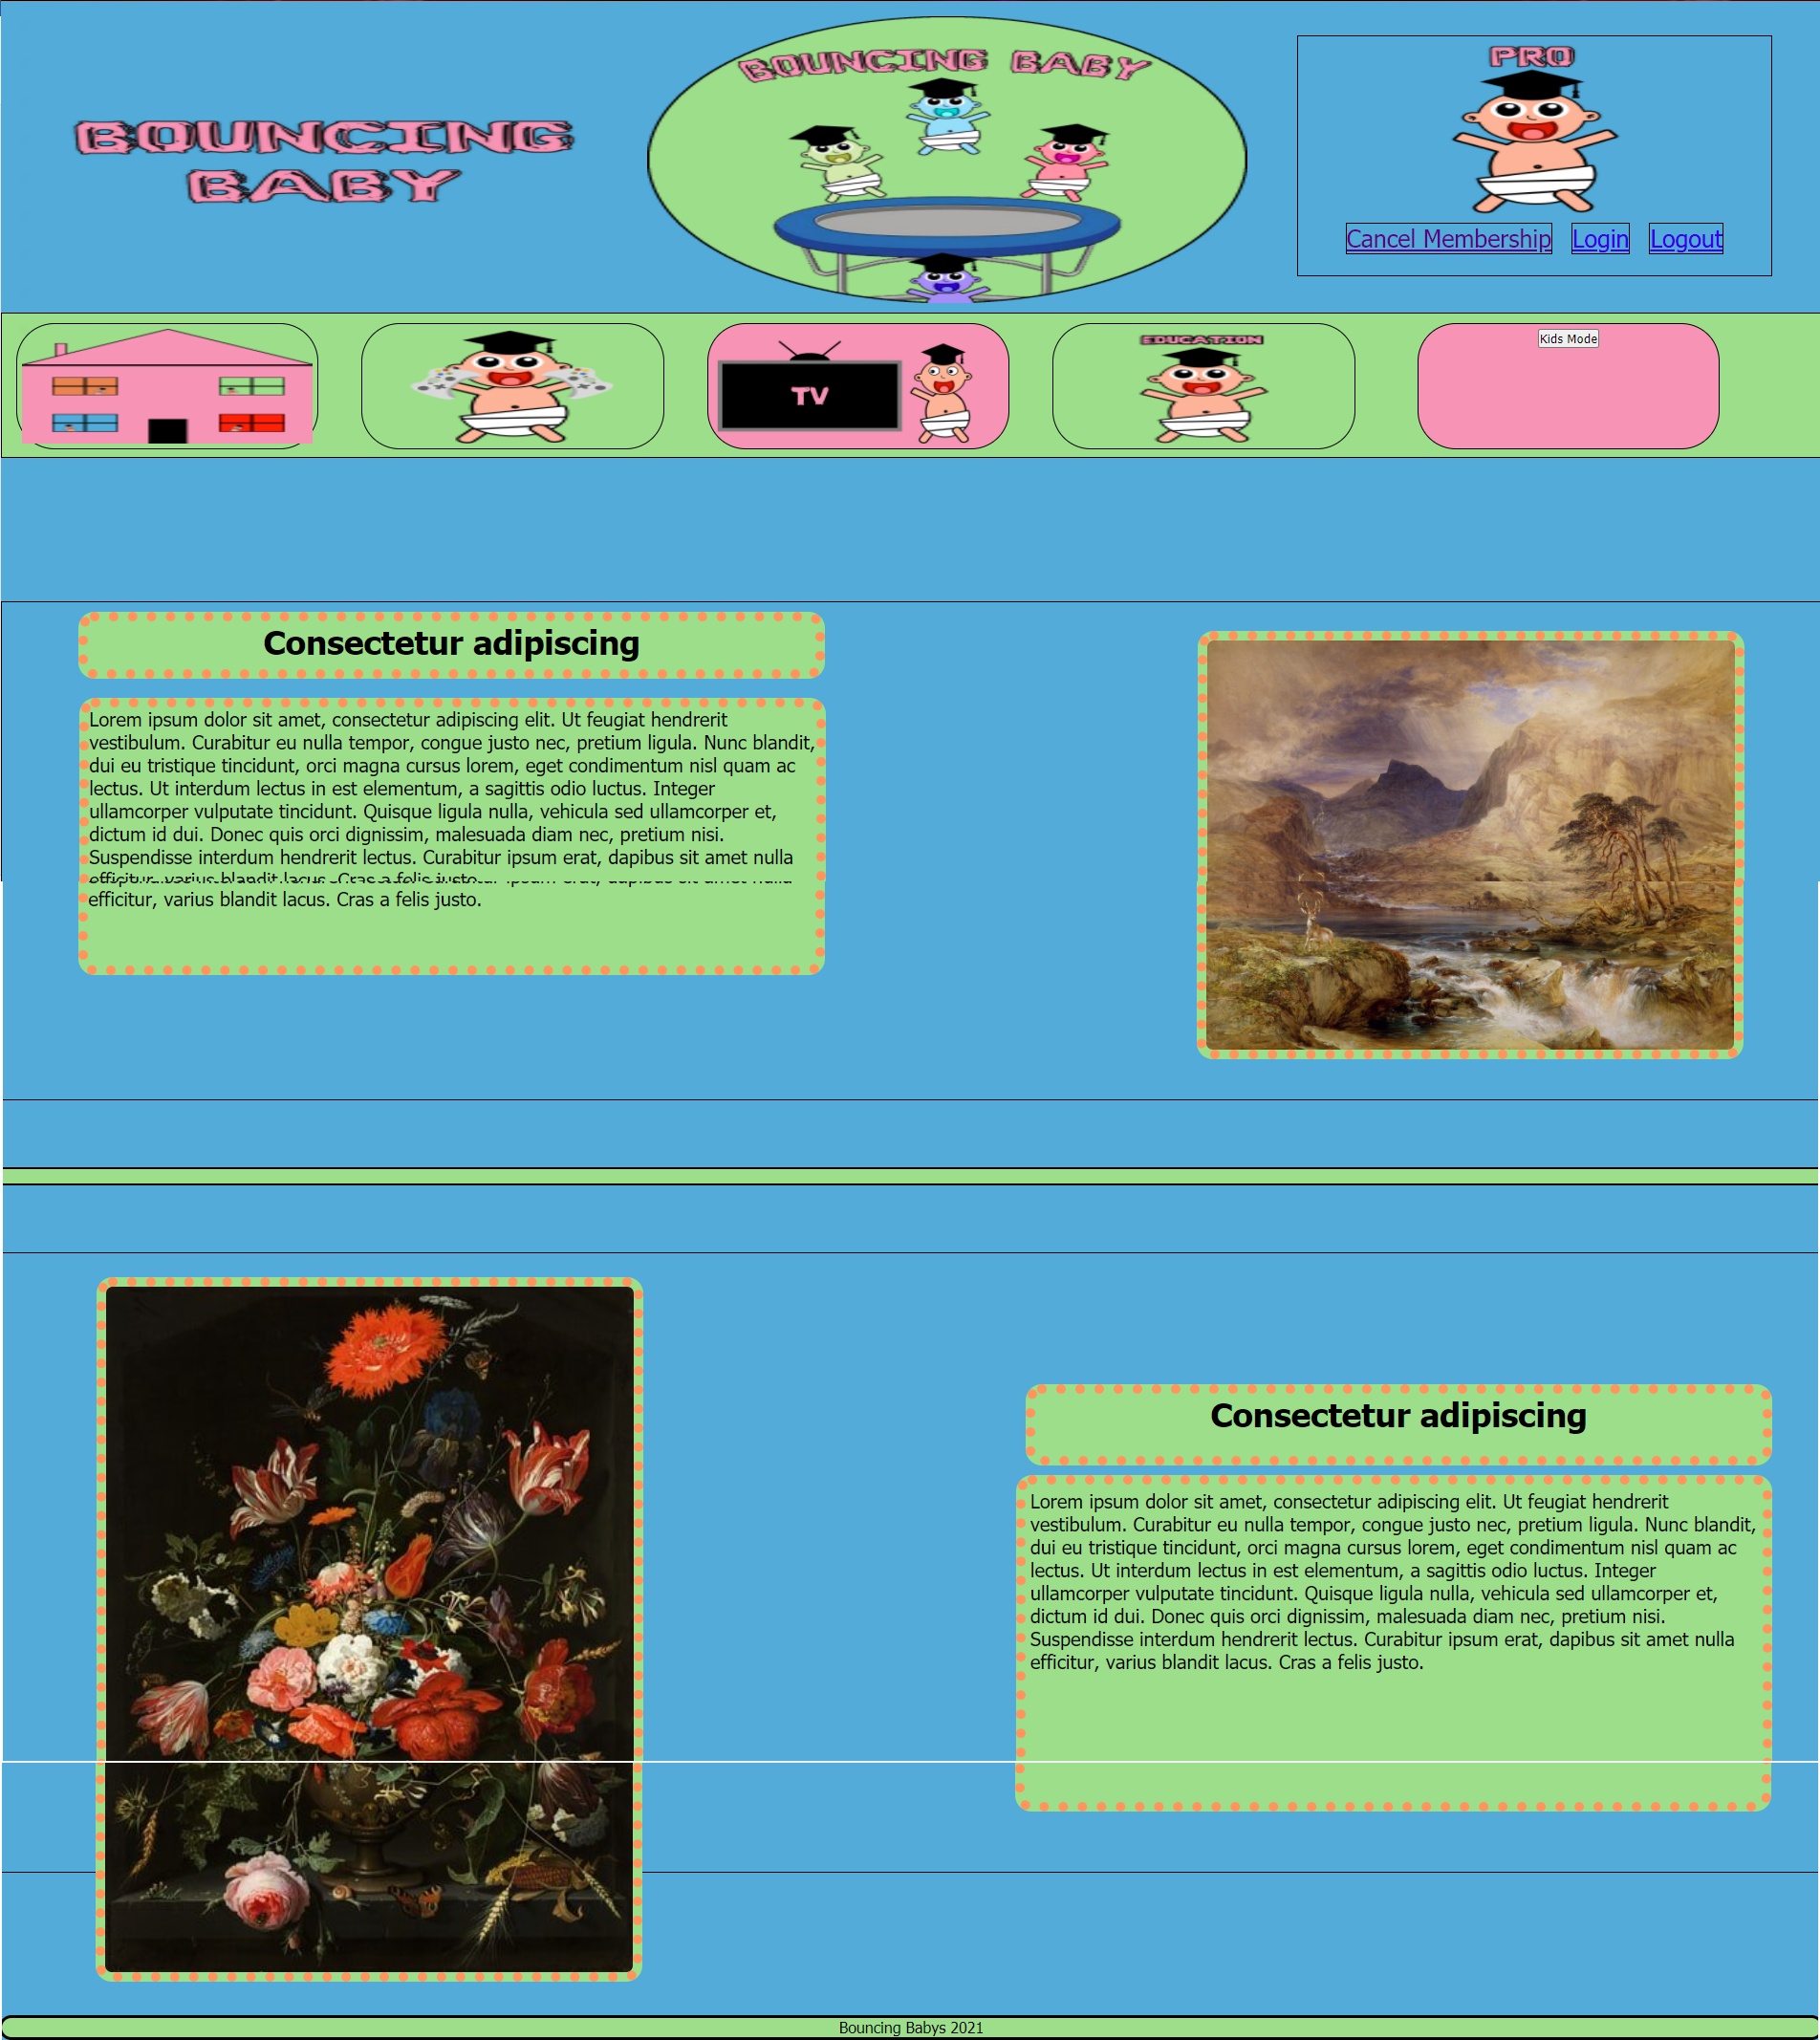 BOUNCING
BABY
BOUNCING BABY
PRO
Cancel Membership Login Logout
TV
EDUCATION
Kids Mode
Consectetur adipiscing
Lorem ipsum dolor sit amet, consectetur adipiscing elit. Ut feugiat hendrerit
vestibulum. Curabitur eu nulla tempor, congue justo nec, pretium ligula. Nunc blandit,
dui eu tristique tincidunt, orci magna cursus lorem, eget condimentum nisl quam ac
lectus. Ut interdum lectus in est elementum, a sagittis odio luctus. Integer
ullamcorper vulputate tincidunt. Quisque ligula nulla, vehicula sed ullamcorper et,
dictum id dui. Donec quis orci dignissim, malesuada diam nec, pretium nisi.
Suspendisse interdum hendrerit lectus. Curabitur ipsum erat, dapibus sit amet nulla
efficitur, varius blandit lacus. Cras a felis justo.
Consectetur adipiscing
Lorem ipsum dolor sit amet, consectetur adipiscing elit. Ut feugiat hendrerit
vestibulum. Curabitur eu nulla tempor, congue justo nec, pretium ligula. Nunc blandit,
dui eu tristique tincidunt, orci magna cursus lorem, eget condimentum nisl quam ac
lectus. Ut interdum lectus in est elementum, a sagittis odio luctus. Integer
ullamcorper vulputate tincidunt. Quisque ligula nulla, vehicula sed ullamcorper et,
dictum id dui. Donec quis orci dignissim, malesuada diam nec, pretium nisi.
Suspendisse interdum hendrerit lectus. Curabitur ipsum erat, dapibus sit amet nulla
efficitur, varius blandit lacus. Cras a felis justo.
Bouncing Babys 2021